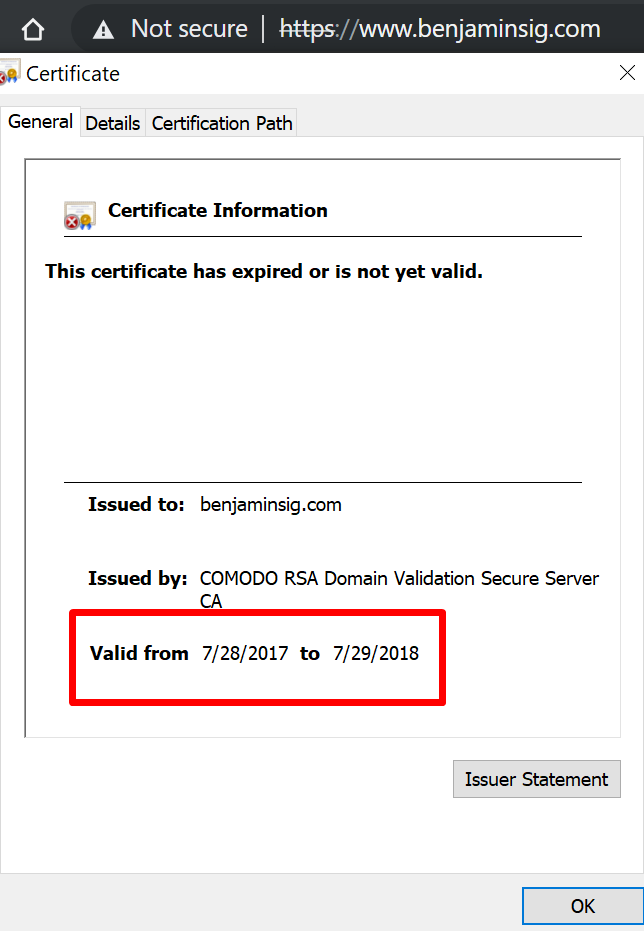 Not secure | https://www.benjaminsig.com
Certificate
General Details Certification Path
Certificate Information
This certificate has expired or is not yet valid.
Issued to: benjaminsig.com
Issued by: COMODO RSA Domain Validation Secure Server
CA
Valid from 7/28/2017 to 7/29/2018
Issuer Statement
OK